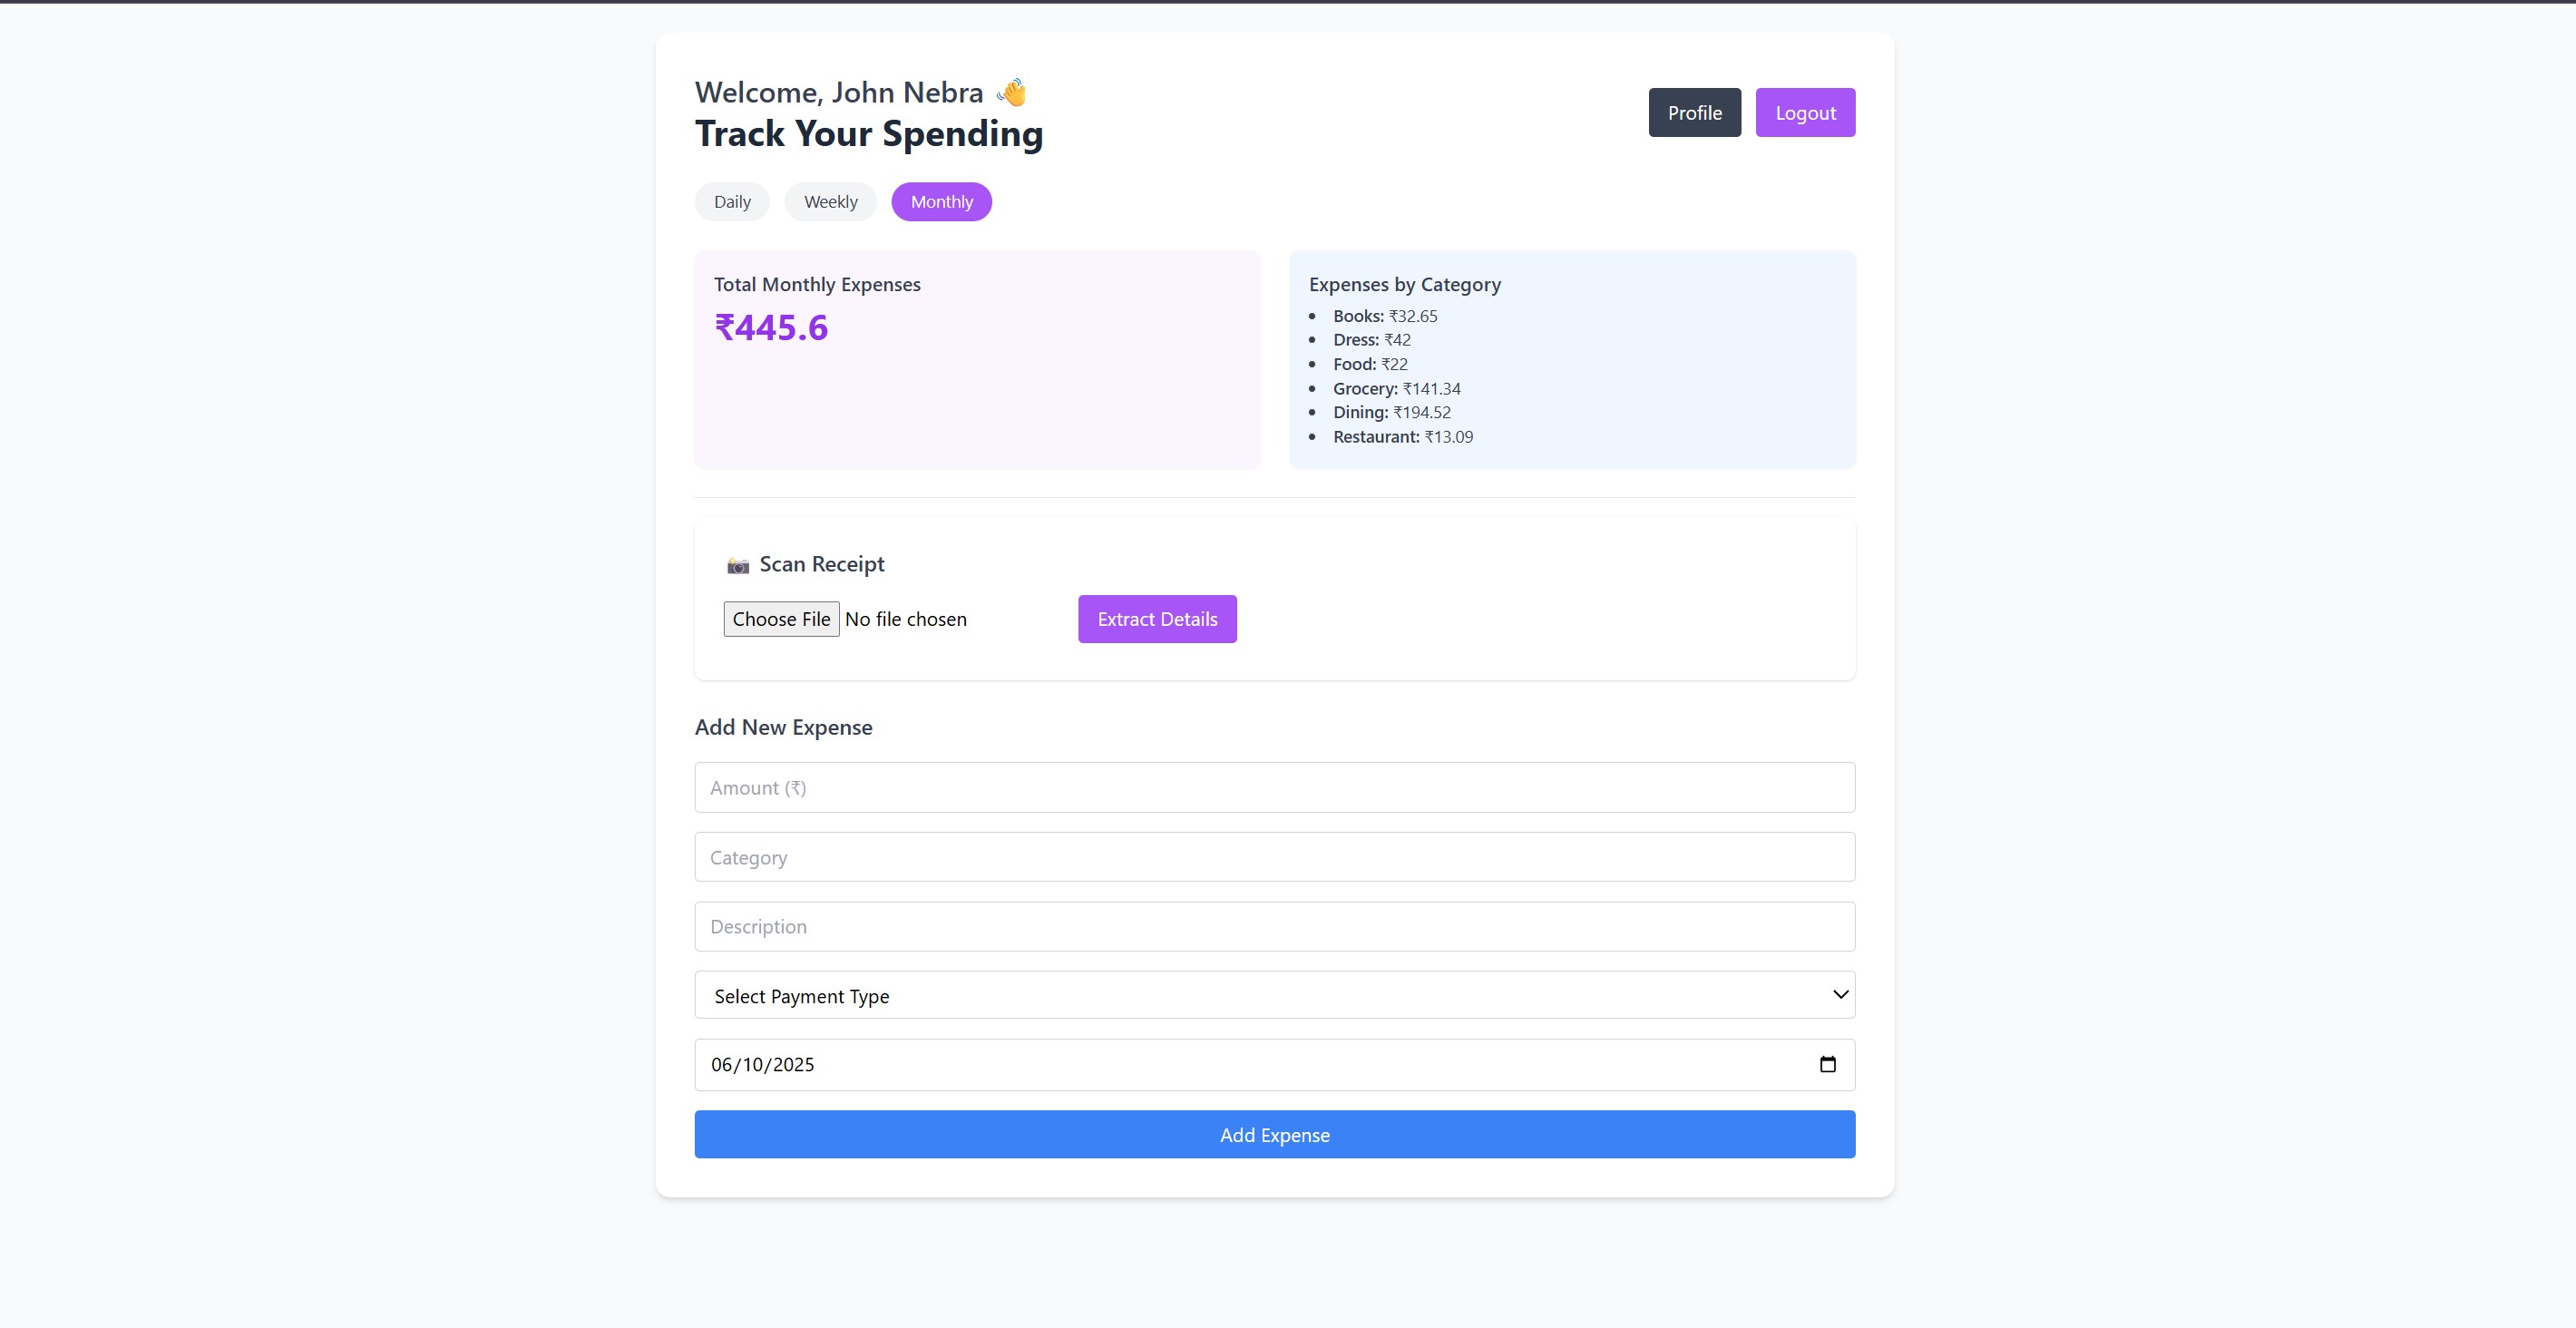 Welcome, John Nebra 👋
Track Your Spending
Profile
Logout
Daily
Weekly
Monthly
Total Monthly Expenses
₹445.6
Expenses by Category
• Books: ₹32.65
• Dress: ₹42
• Food: ₹22
• Grocery: ₹141.34
• Dining: ₹194.52
• Restaurant: ₹13.09
📸 Scan Receipt
Choose File No file chosen
Extract Details
Add New Expense
Amount (₹)
Category
Description
Select Payment Type
06/10/2025
Add Expense